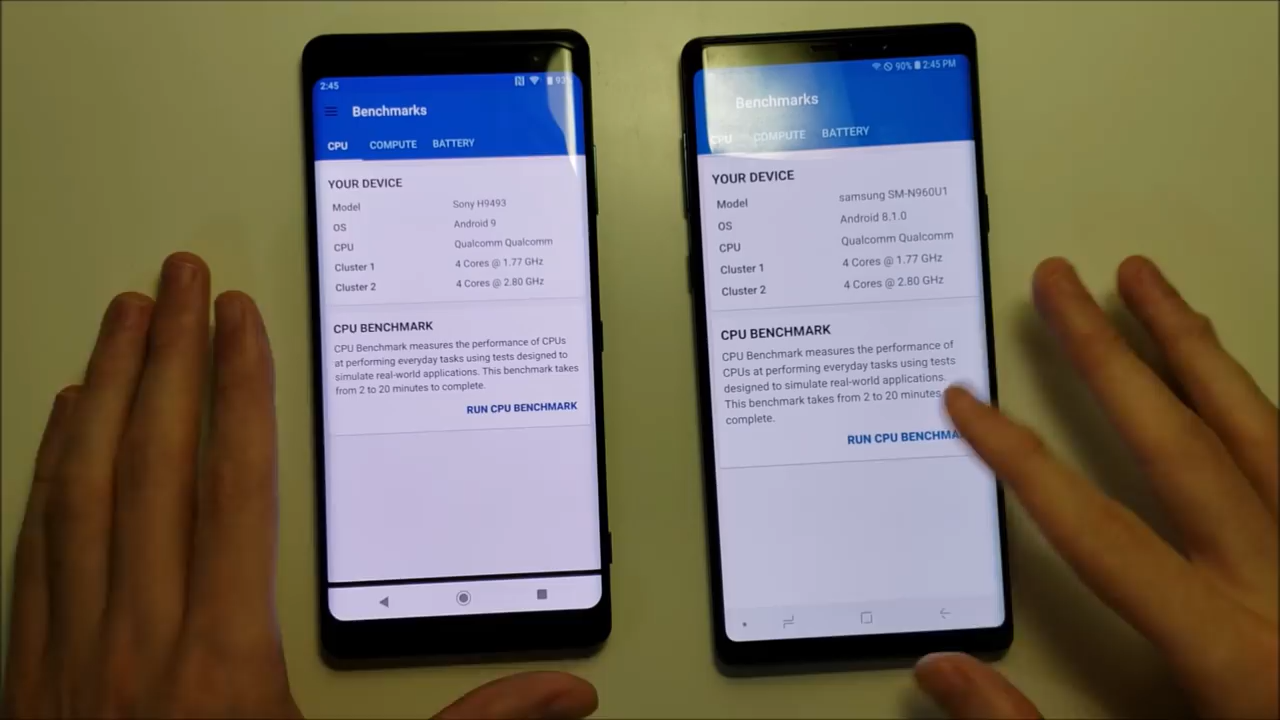 2:45
Benchmarks
CPU COMPUTE BATTERY
YOUR DEVICE
Model Sony H9493
OS Android 9
CPU Qualcomm Qualcomm
Cluster 1 4 Cores @ 1.77 GHz
Cluster 2 4 Cores @ 2.80 GHz
CPU BENCHMARK
CPU Benchmark measures the performance of CPUs
at performing everyday tasks using tests designed to
simulate real-world applications. This benchmark takes
from 2 to 20 minutes to complete.
RUN CPU BENCHMARK
90% 2:45 PM
Benchmarks
CPU COMPUTE BATTERY
YOUR DEVICE
Model samsung SM-N960U1
OS Android 8.1.0
CPU Qualcomm Qualcomm
Cluster 1 4 Cores @ 1.77 GHz
Cluster 2 4 Cores @ 2.80 GHz
CPU BENCHMARK
CPU Benchmark measures the performance of
CPUs at performing everyday tasks using tests
designed to simulate real-world applications.
This benchmark takes from 2 to 20 minutes
complete.
RUN CPU BENCHMA